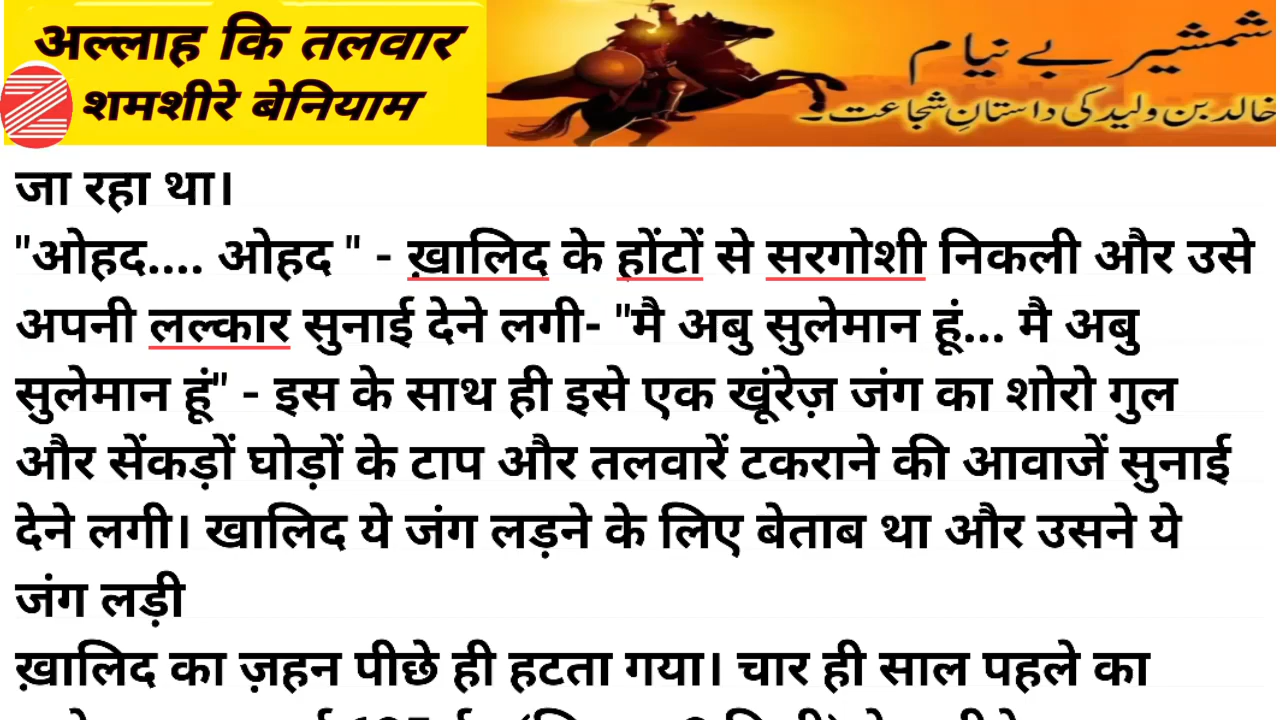 अल्लाह कि तलवार
शमशीरे बेनियाम
Z
شمشیرِ بے نیام
خالد بن ولید کی داستانِ شجاعت۔
जा रहा था।
"ओहद.... ओहद " - ख़ालिद के होंटों से सरगोशी निकली और उसे
अपनी लल्कार सुनाई देने लगी- "मै अबु सुलेमान हूं... मै अबु
सुलेमान हूं" - इस के साथ ही इसे एक खूंरेज़ जंग का शोरो गुल
और सेंकड़ों घोड़ों के टाप और तलवारें टकराने की आवाजें सुनाई
देने लगी। खालिद ये जंग लड़ने के लिए बेताब था और उसने ये
जंग लड़ी
ख़ालिद का ज़हन पीछे ही हटता गया। चार ही साल पहले का